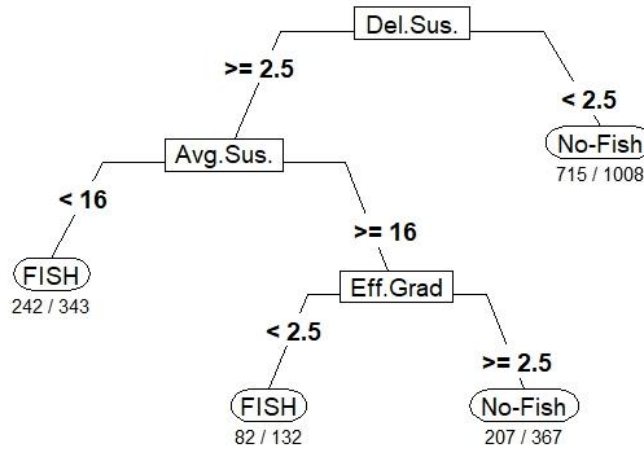 Del.Sus.
>= 2.5
< 2.5
Avg.Sus.
No-Fish
715 / 1008
< 16
>= 16
FISH
242 / 343
Eff.Grad
< 2.5
>= 2.5
FISH
No-Fish
82 / 132
207 / 367